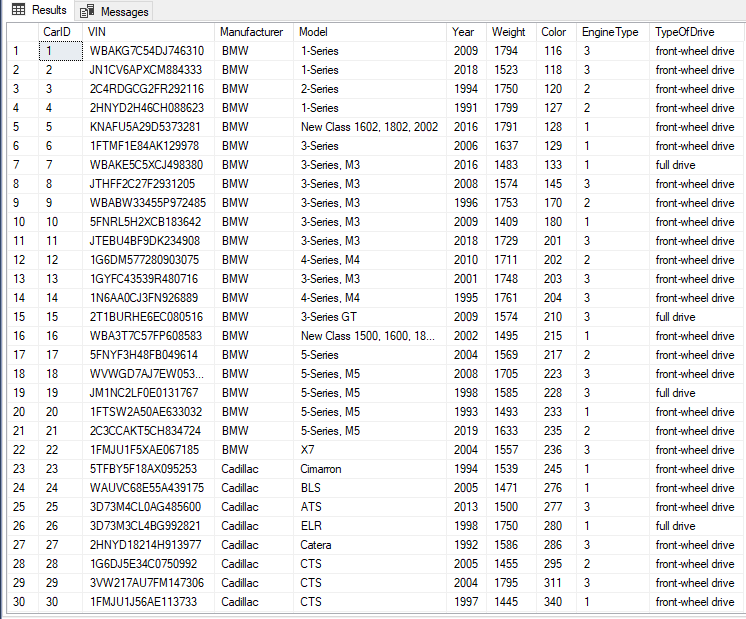 Results Messages
CarID VIN Manufacturer Model Year Weight Color EngineType TypeOfDrive
1 1 WBAKG7C54DJ746310 BMW 1-Series 2009 1794 116 3 front-wheel drive
2 2 JN1CV6APXCM884333 BMW 1-Series 2018 1523 118 3 front-wheel drive
3 3 2C4RDGCG2FR292116 BMW 2-Series 1994 1750 120 2 front-wheel drive
4 4 2HNYD2H46CH088623 BMW 1-Series 1991 1799 127 2 front-wheel drive
5 5 KNAFU5A29D5373281 BMW New Class 1602, 1802, 2002 2016 1791 128 1 front-wheel drive
6 6 1FTMF1E84AK129978 BMW 3-Series 2006 1637 129 1 front-wheel drive
7 7 WBAKE5C5XCJ498380 BMW 3-Series, M3 2016 1483 133 1 full drive
8 8 JTHFF2C27F2931205 BMW 3-Series, M3 2008 1574 145 3 front-wheel drive
9 9 WBABW33455P972485 BMW 3-Series, M3 1996 1753 170 2 front-wheel drive
10 10 5FNRL5H2XCB183642 BMW 3-Series, M3 2009 1409 180 1 front-wheel drive
11 11 JTEBU4BF9DK234908 BMW 3-Series, M3 2018 1729 201 3 front-wheel drive
12 12 1G6DM577280903075 BMW 4-Series, M4 2010 1711 202 2 front-wheel drive
13 13 1GYFC43539R480716 BMW 3-Series, M3 2001 1748 203 3 front-wheel drive
14 14 1N6AA0CJ3FN926889 BMW 4-Series, M4 1995 1761 204 3 front-wheel drive
15 15 2T1BURHE6EC080516 BMW 3-Series GT 2009 1574 210 3 full drive
16 16 WBA3T7C57FP608583 BMW New Class 1500, 1600, 18... 2002 1495 215 1 front-wheel drive
17 17 5FNYF3H48FB049614 BMW 5-Series 2004 1569 217 2 front-wheel drive
18 18 WVWGD7AJ7EW053... BMW 5-Series, M5 2008 1705 223 3 front-wheel drive
19 19 JM1NC2LF0E0131767 BMW 5-Series, M5 1998 1585 228 3 full drive
20 20 1FTSW2A50AE633032 BMW 5-Series, M5 1993 1493 233 1 front-wheel drive
21 21 2C3CCAKT5CH834724 BMW 5-Series, M5 2019 1633 235 2 front-wheel drive
22 22 1FMJU1F5XAE067185 BMW X7 2004 1557 236 3 front-wheel drive
23 23 5TFBY5F18AX095253 Cadillac Cimarron 1994 1539 245 1 front-wheel drive
24 24 WAUVC68E55A439175 Cadillac BLS 2005 1471 276 1 front-wheel drive
25 25 3D73M4CL0AG485600 Cadillac ATS 2013 1500 277 3 front-wheel drive
26 26 3D73M3CL4BG992821 Cadillac ELR 1998 1750 280 1 full drive
27 27 2HNYD18214H913977 Cadillac Catera 1992 1586 286 3 front-wheel drive
28 28 1G6DJ5E34C0750992 Cadillac CTS 2005 1455 295 2 front-wheel drive
29 29 3VW217AU7FM147306 Cadillac CTS 2004 1795 311 3 front-wheel drive
30 30 1FMJU1J56AE113733 Cadillac CTS 1997 1445 340 1 front-wheel drive